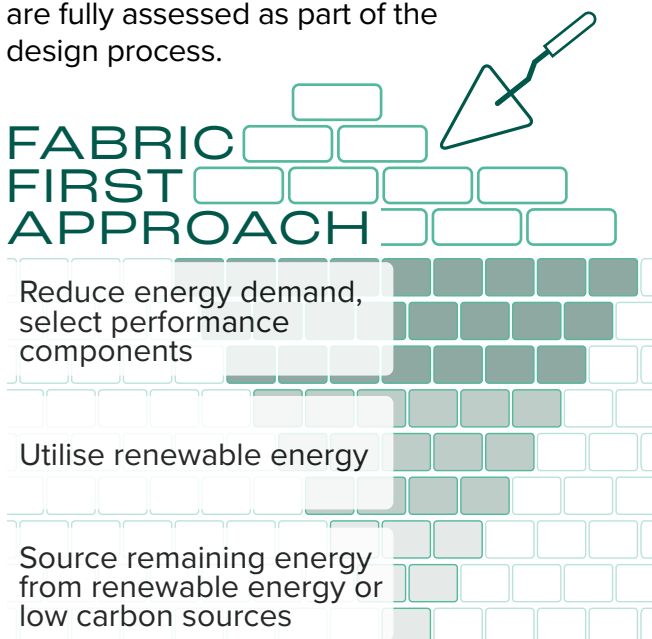 are fully assessed as part of the
design process.
FABRIC
FIRST
APPROACH
Reduce energy demand,
select performance
components
Utilise renewable energy
Source remaining energy
from renewable energy or
low carbon sources